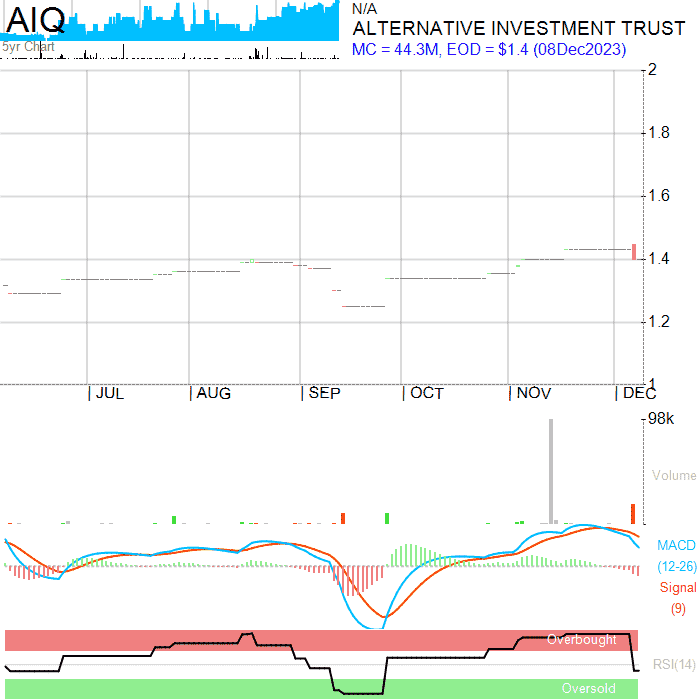 AIQ
5yr Chart
N/A
ALTERNATIVE INVESTMENT TRUST
MC = 44.3M, EOD = $1.4 (08Dec2023)
2
1.8
1.6
1.4
1.2
1
JUL AUG SEP OCT NOV DEC
98k
Volume
MACD
(12-26)
Signal
(9)
Overbought
RSI(14)
Oversold